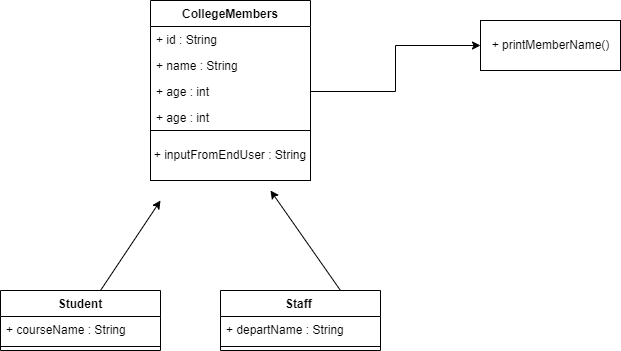 CollegeMembers
+ id : String
+ name : String
+ age : int
+ age : int
+ inputFromEndUser : String
+ printMemberName()
Student
+ courseName : String
Staff
+ departName : String